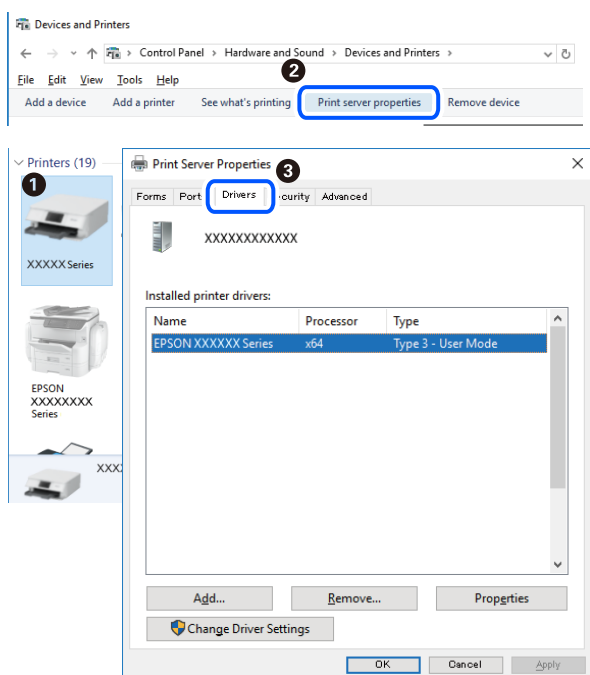 Devices and Printers
Control Panel > Hardware and Sound > Devices and Printers >
File Edit View Tools Help
2
Add a device Add a printer See what's printing Print server properties Remove device
Printers (19)
1
XXXXX Series
EPSON
XXXXXXXX
Series
XXX
Print Server Properties
3
Forms Port Drivers curity Advanced
XXXXXXXXXXXX
Installed printer drivers:
Name Processor Type
EPSON XXXXXX Series x64 Type 3 - User Mode
Add... Remove... Properties
Change Driver Settings
OK Cancel Apply